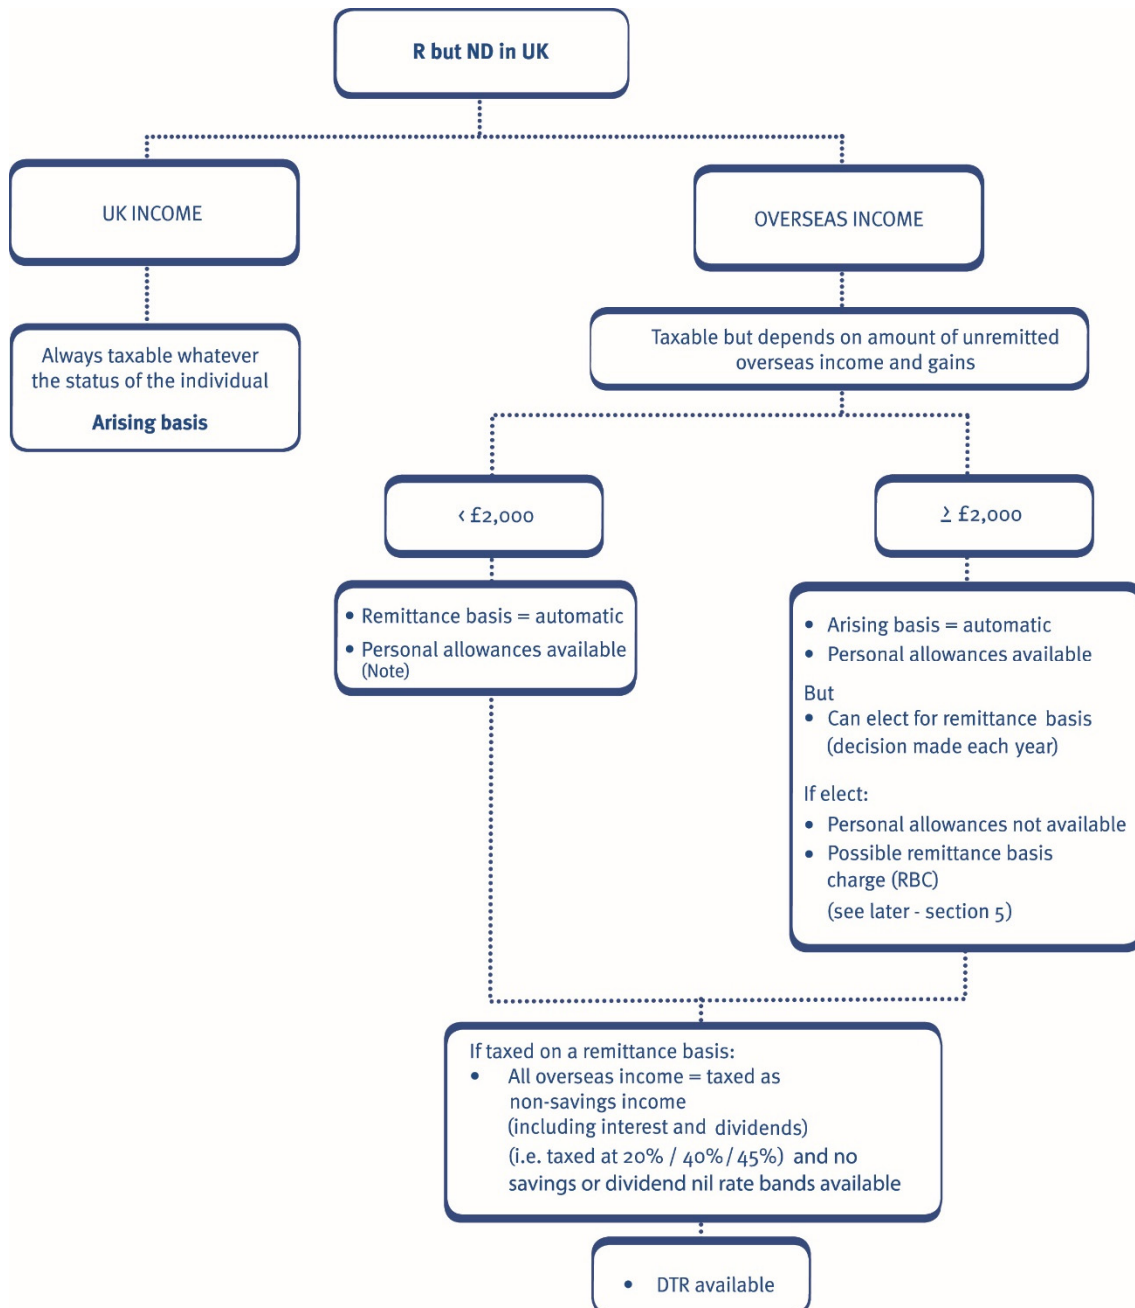 R but ND in UK
UK INCOME
OVERSEAS INCOME
Always taxable whatever
the status of the individual
Arising basis
Taxable but depends on amount of unremitted
overseas income and gains
< £2,000
≥ £2,000
• Remittance basis = automatic
• Personal allowances available
(Note)
• Arising basis = automatic
• Personal allowances available
But
• Can elect for remittance basis
(decision made each year)
If elect:
• Personal allowances not available
• Possible remittance basis
charge (RBC)
(see later - section 5)
If taxed on a remittance basis:
• All overseas income = taxed as
non-savings income
(including interest and dividends)
(i.e. taxed at 20% / 40% / 45%) and no
savings or dividend nil rate bands available
• DTR available